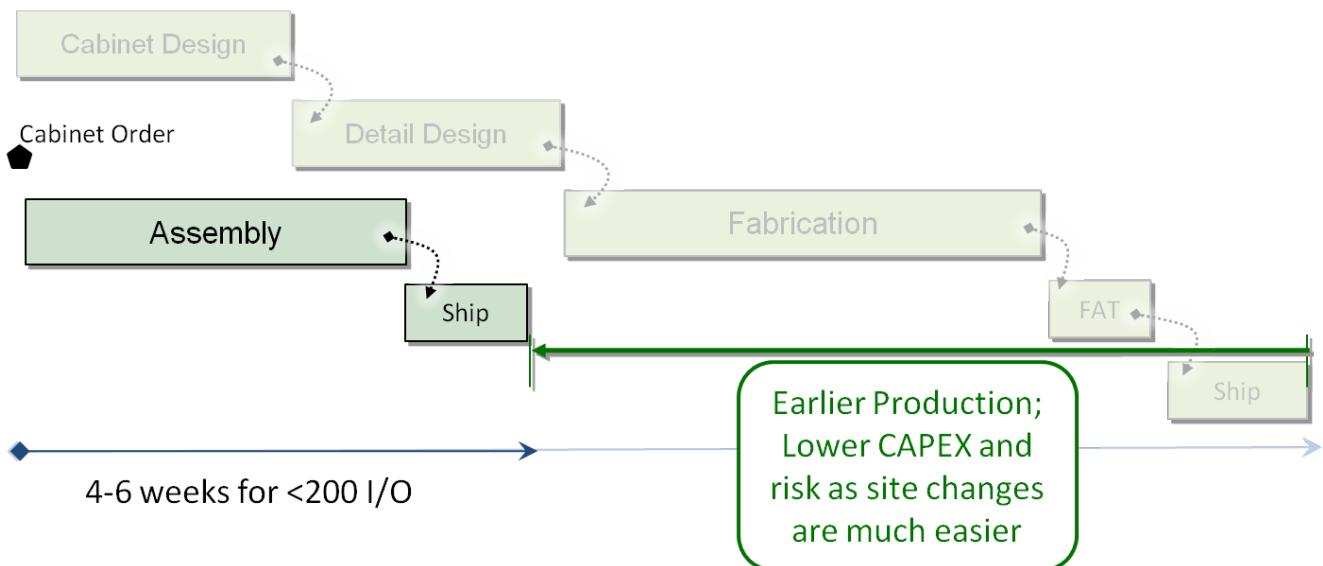 Cabinet Design
Detail Design
Cabinet Order
Fabrication
Assembly
FAT
Ship
Ship
Earlier Production;
Lower CAPEX and
risk as site changes
are much easier
4-6 weeks for <200 I/O